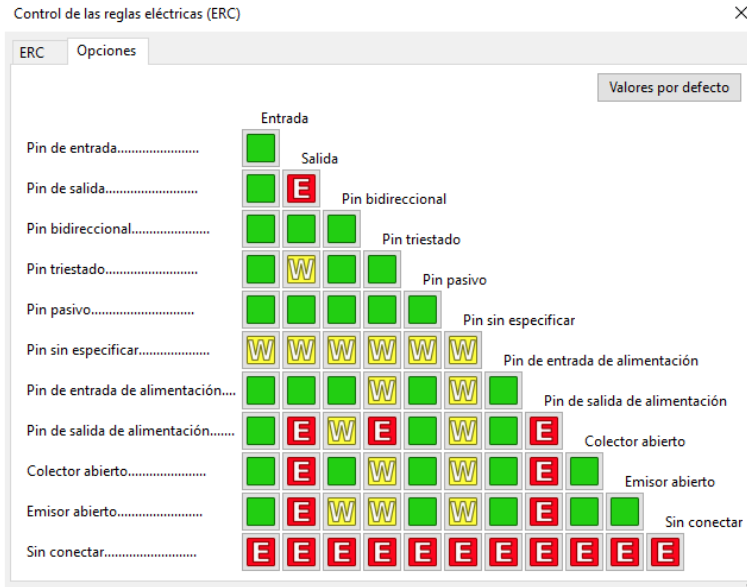 Control de las reglas eléctricas (ERC)
ERC Opciones
Valores por defecto
Entrada
Pin de entrada.......................
Salida
Pin de salida..........................
E
Pin bidireccional
Pin bidireccional......................
Pin triestado
Pin triestado...........................
W
Pin pasivo
Pin pasivo.............................
Pin sin especificar
Pin sin especificar....................
W W W W W W
Pin de entrada de alimentación
Pin de entrada de alimentación....
W W
Pin de salida de alimentación
Pin de salida de alimentación.......
E W E W E
Colector abierto
Colector abierto......................
E W W E
Emisor abierto
Emisor abierto........................
E W W W E
Sin conectar
Sin conectar..........................
E E E E E E E E E E E